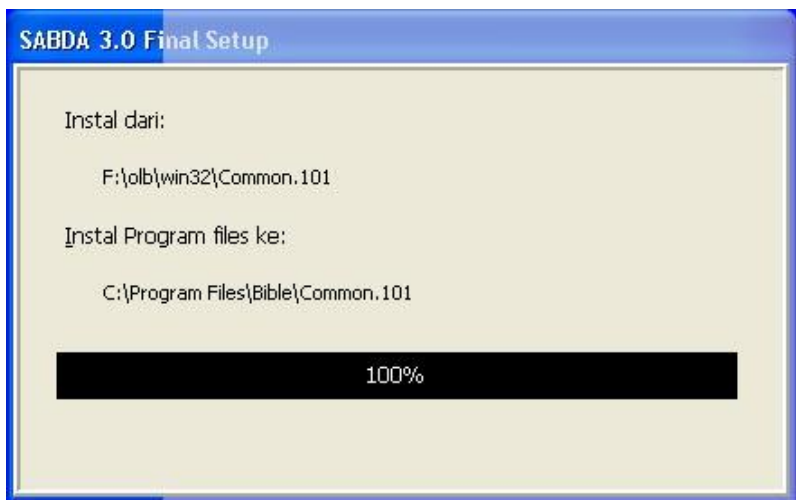 SABDA 3.0 Final Setup
Instal dari:
F:\olb\win32\Common.101
Instal Program files ke:
C:\Program Files\Bible\Common.101
100%